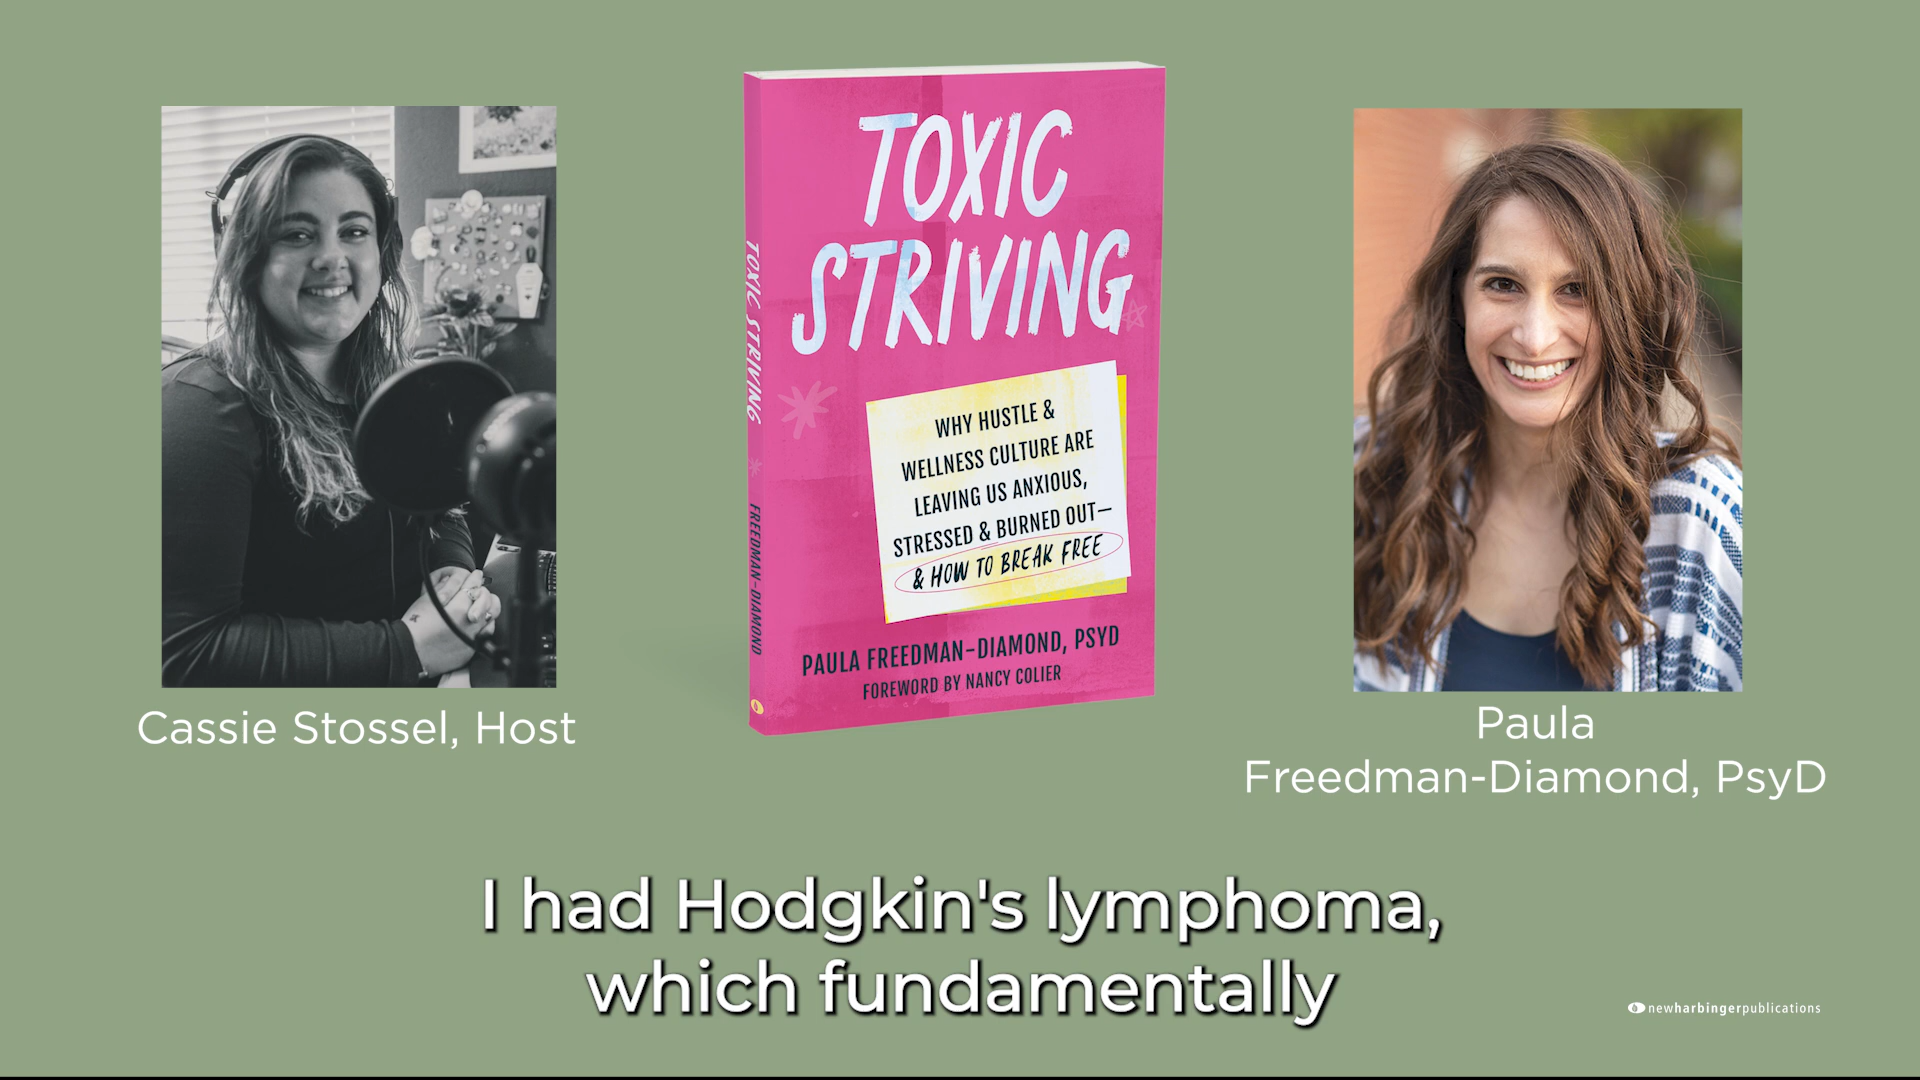 TOXIC
STRIVING
WHY HUSTLE &
WELLNESS CULTURE ARE
LEAVING US ANXIOUS,
STRESSED & BURNED OUT—
& HOW TO BREAK FREE
PAULA FREEDMAN-DIAMOND, PSYD
FOREWORD BY NANCY COLIER
TOXIC STRIVING
FREEDMAN-DIAMOND
Cassie Stossel, Host
Paula
Freedman-Diamond, PsyD
I had Hodgkin's lymphoma,
which fundamentally
newharbingerpublications